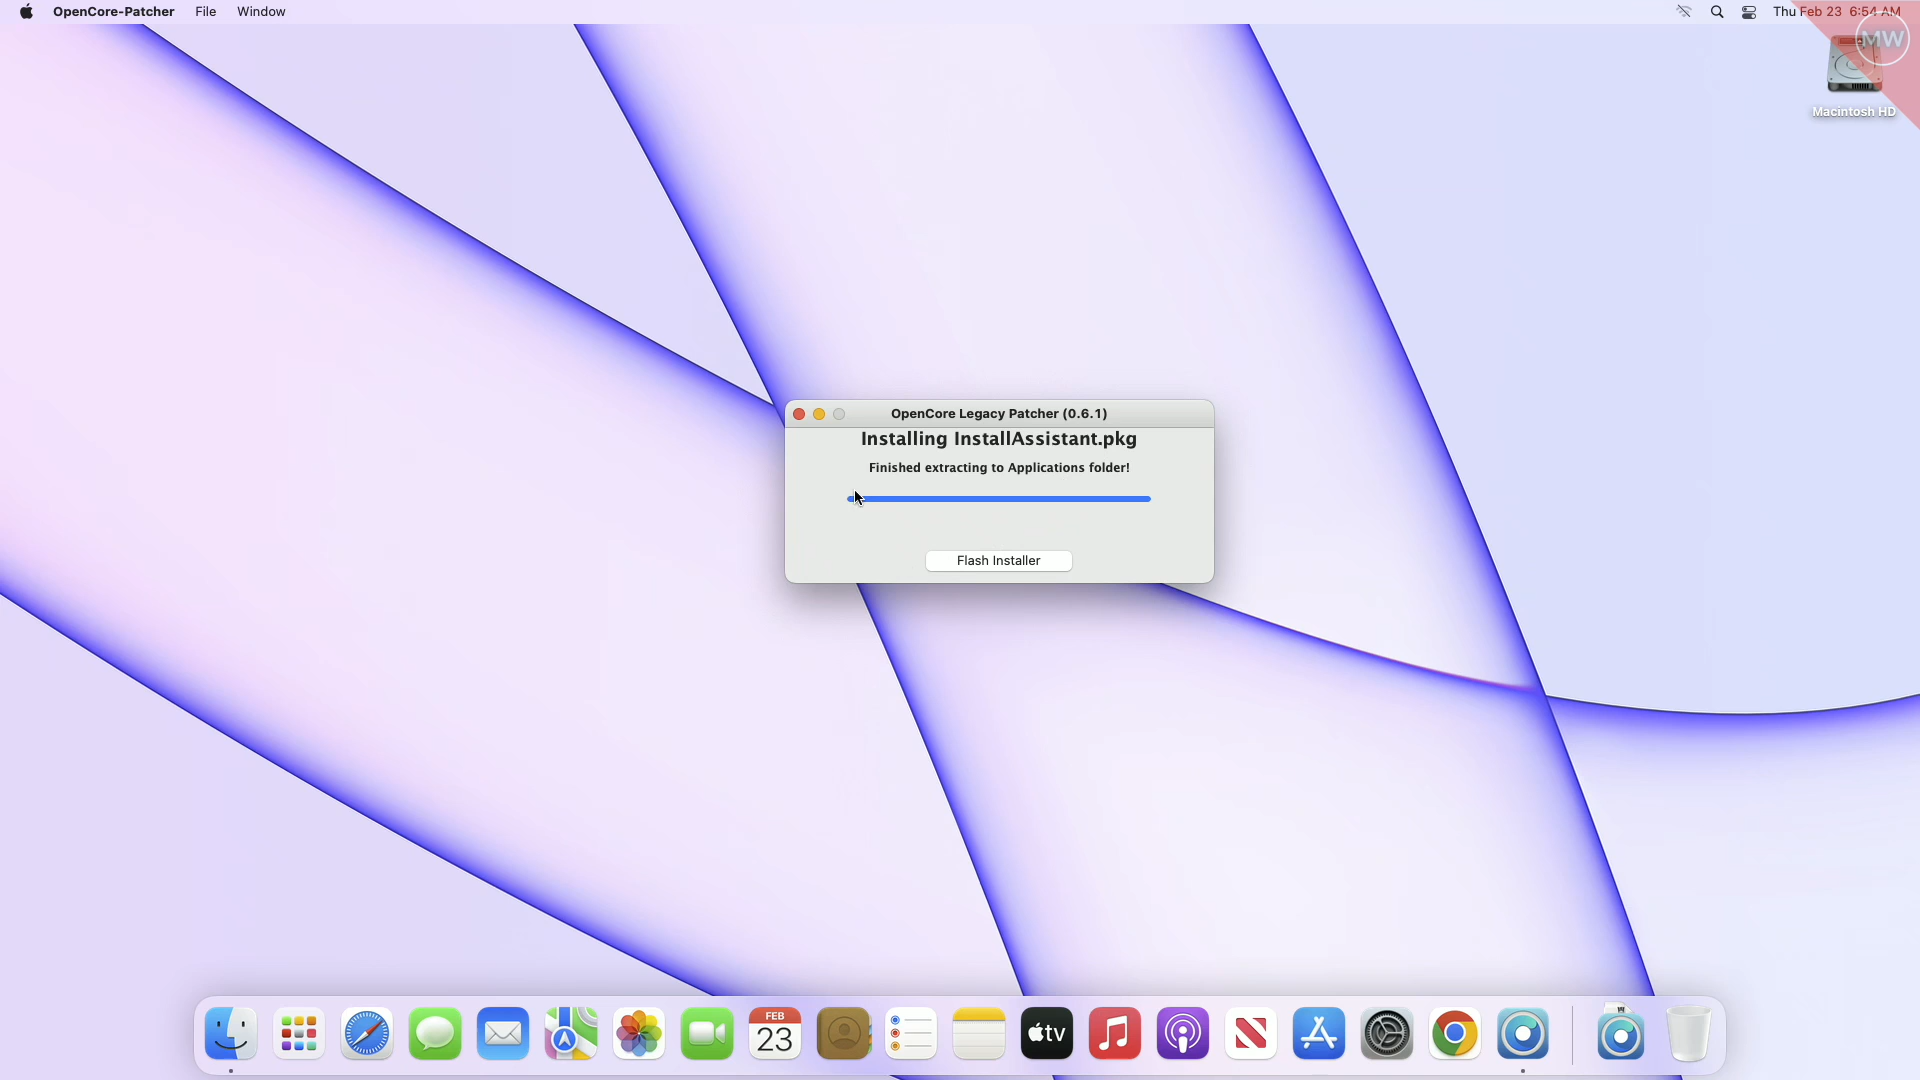 OpenCore-Patcher File Window
Thu Feb 23 6:54 AM
MW
Macintosh HD
OpenCore Legacy Patcher (0.6.1)
Installing InstallAssistant.pkg
Finished extracting to Applications folder!
Flash Installer
FEB
23
tv